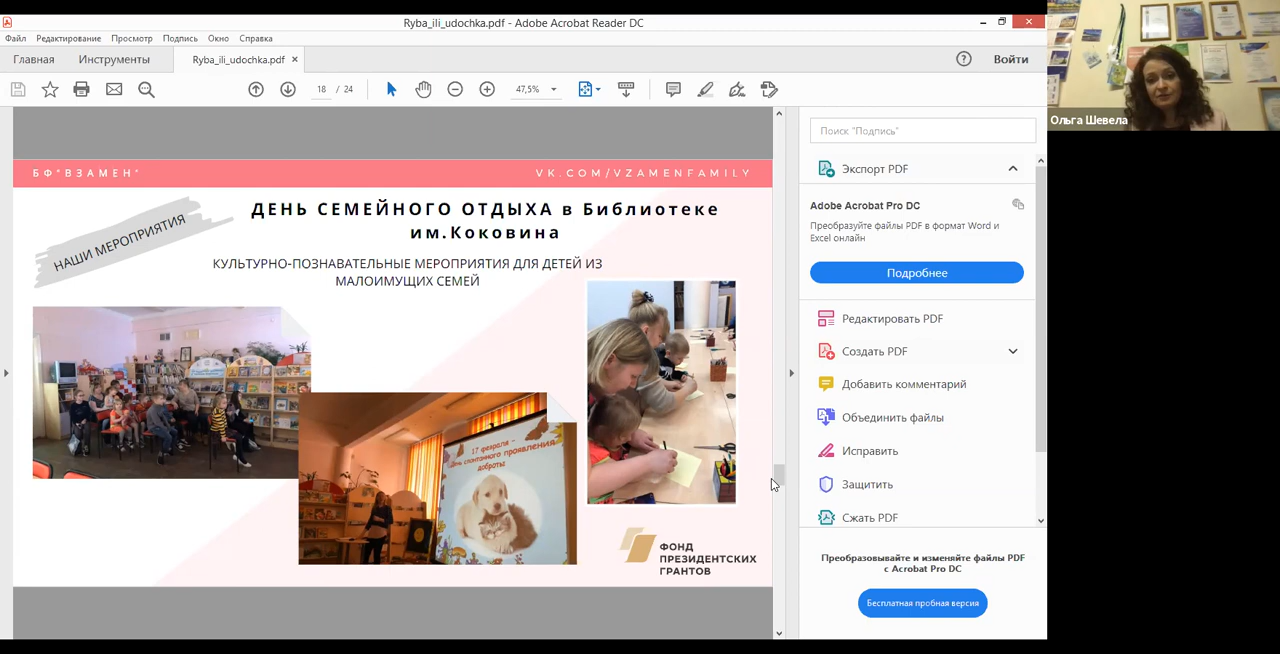 Ryba_ili_udochka.pdf - Adobe Acrobat Reader DC
Файл Редактирование Просмотр Подпись Окно Справка
Главная Инструменты Ryba_ili_udochka.pdf × Войти
18 / 24 47,5%
Поиск "Подпись"
Экспорт PDF
Adobe Acrobat Pro DC
Преобразуйте файлы PDF в формат Word и
Excel онлайн
Подробнее
Редактировать PDF
Создать PDF
Добавить комментарий
Объединить файлы
Исправить
Защитить
Сжать PDF
Преобразовывайте и изменяйте файлы PDF
с Acrobat Pro DC
Бесплатная пробная версия
БФ"ВЗАМЕН"
VK.COM/VZAMENFAMILY
НАШИ МЕРОПРИЯТИЯ
ДЕНЬ СЕМЕЙНОГО ОТДЫХА в Библиотеке
им.Коковина
КУЛЬТУРНО-ПОЗНАВАТЕЛЬНЫЕ МЕРОПРИЯТИЯ ДЛЯ ДЕТЕЙ ИЗ
МАЛОИМУЩИХ СЕМЕЙ
17 февраля -
День спонтанного проявления
доброты
ФОНД
ПРЕЗИДЕНТСКИХ
ГРАНТОВ
Ольга Шевела